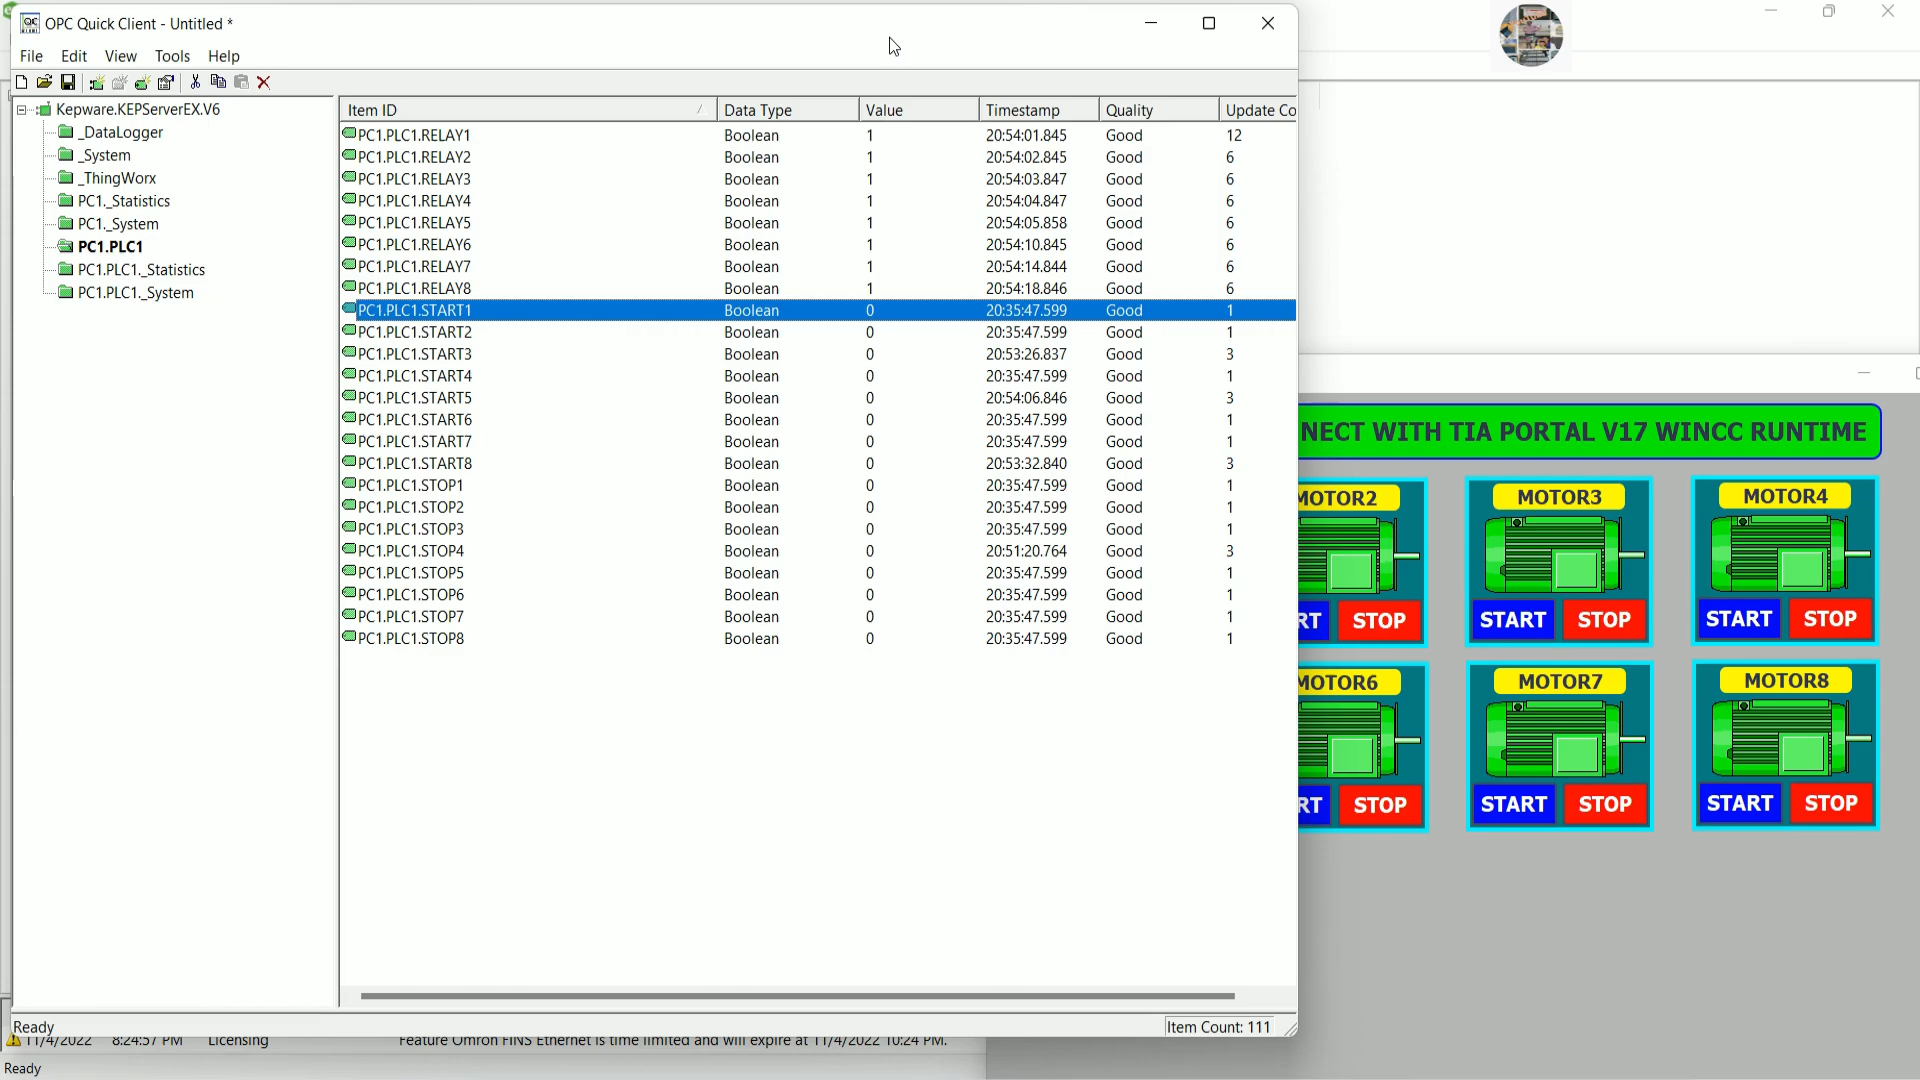 OPC Quick Client - Untitled *
File Edit View Tools Help
Kepware.KEPServerEX.V6
_DataLogger
_System
_ThingWorx
PC1._Statistics
PC1._System
PC1.PLC1
PC1.PLC1._Statistics
PC1.PLC1._System
Item ID Data Type Value Timestamp Quality Update Co
PC1.PLC1.RELAY1 Boolean 1 20:54:01.845 Good 12
PC1.PLC1.RELAY2 Boolean 1 20:54:02.845 Good 6
PC1.PLC1.RELAY3 Boolean 1 20:54:03.847 Good 6
PC1.PLC1.RELAY4 Boolean 1 20:54:04.847 Good 6
PC1.PLC1.RELAY5 Boolean 1 20:54:05.858 Good 6
PC1.PLC1.RELAY6 Boolean 1 20:54:10.845 Good 6
PC1.PLC1.RELAY7 Boolean 1 20:54:14.844 Good 6
PC1.PLC1.RELAY8 Boolean 1 20:54:18.846 Good 6
PC1.PLC1.START1 Boolean 0 20:35:47.599 Good 1
PC1.PLC1.START2 Boolean 0 20:35:47.599 Good 1
PC1.PLC1.START3 Boolean 0 20:53:26.837 Good 3
PC1.PLC1.START4 Boolean 0 20:35:47.599 Good 1
PC1.PLC1.START5 Boolean 0 20:54:06.846 Good 3
PC1.PLC1.START6 Boolean 0 20:35:47.599 Good 1
PC1.PLC1.START7 Boolean 0 20:35:47.599 Good 1
PC1.PLC1.START8 Boolean 0 20:53:32.840 Good 3
PC1.PLC1.STOP1 Boolean 0 20:35:47.599 Good 1
PC1.PLC1.STOP2 Boolean 0 20:35:47.599 Good 1
PC1.PLC1.STOP3 Boolean 0 20:35:47.599 Good 1
PC1.PLC1.STOP4 Boolean 0 20:51:20.764 Good 3
PC1.PLC1.STOP5 Boolean 0 20:35:47.599 Good 1
PC1.PLC1.STOP6 Boolean 0 20:35:47.599 Good 1
PC1.PLC1.STOP7 Boolean 0 20:35:47.599 Good 1
PC1.PLC1.STOP8 Boolean 0 20:35:47.599 Good 1
Ready Item Count: 111
NECT WITH TIA PORTAL V17 WINCC RUNTIME
MOTOR2 MOTOR3 MOTOR4
RT STOP START STOP START STOP
MOTOR6 MOTOR7 MOTOR8
RT STOP START STOP START STOP
11/4/2022 8:24:57 PM Licensing Feature Omron FINS Ethernet is time limited and will expire at 11/4/2022 10:24 PM.
Ready